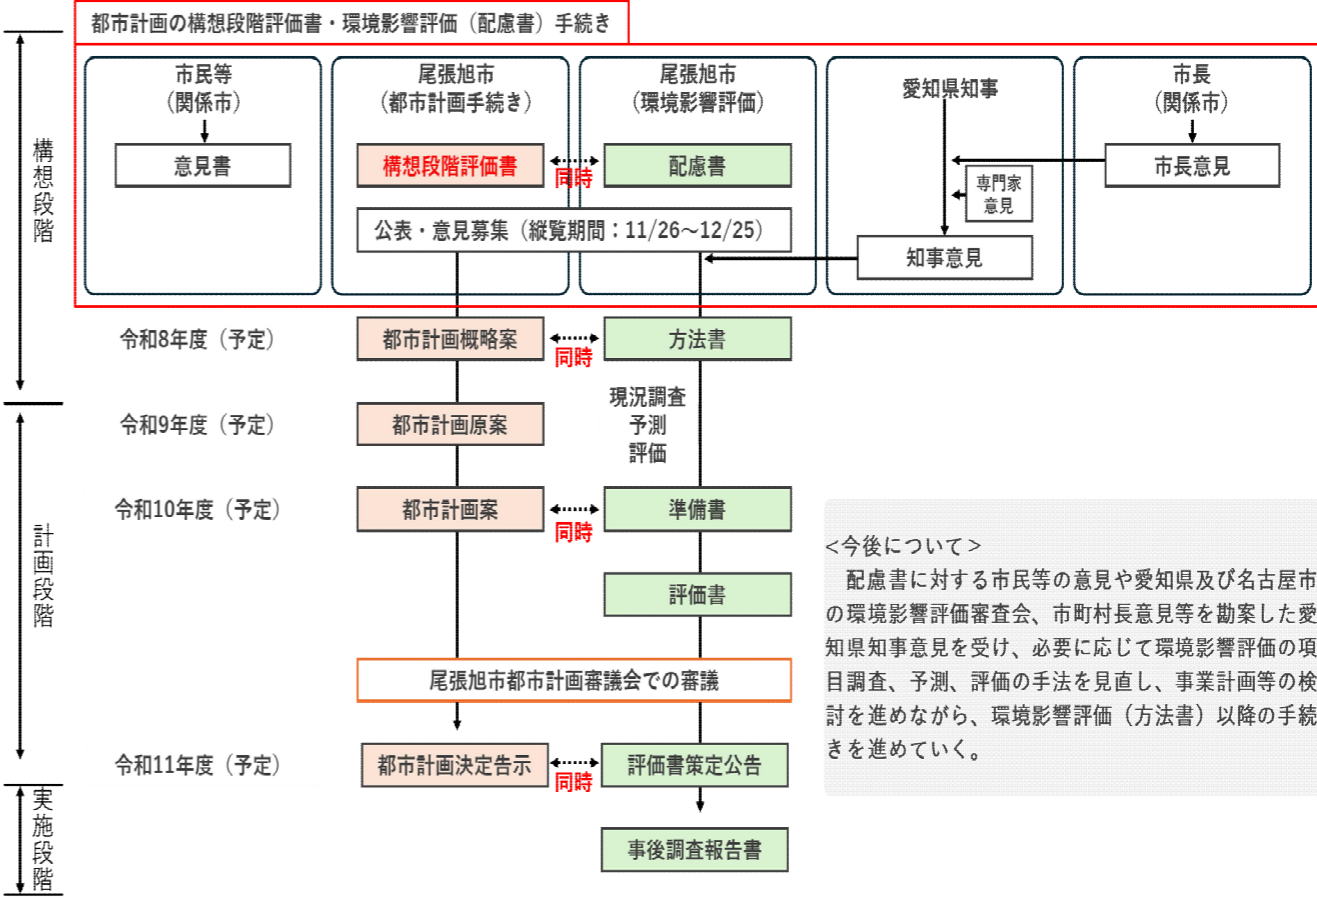 都市計画の構想段階評価書・環境影響評価（配慮書）手続き
構想段階
市民等
（関係市）
意見書
尾張旭市
（都市計画手続き）
構想段階評価書
同時
尾張旭市
（環境影響評価）
配慮書
公表・意見募集（縦覧期間：11/26～12/25）
愛知県知事
専門家
意見
知事意見
市長
（関係市）
市長意見
令和8年度（予定）
都市計画概略案
同時
方法書
計画段階
令和9年度（予定）
都市計画原案
現況調査
予測
評価
令和10年度（予定）
都市計画案
同時
準備書
評価書
尾張旭市都市計画審議会での審議
令和11年度（予定）
都市計画決定告示
同時
評価書策定公告
実施段階
事後調査報告書
<今後について>
配慮書に対する市民等の意見や愛知県及び名古屋市
の環境影響評価審査会、市町村長意見等を勘案した愛
知県知事意見を受け、必要に応じて環境影響評価の項
目調査、予測、評価の手法を見直し、事業計画等の検
討を進めながら、環境影響評価（方法書）以降の手続
きを進めていく。